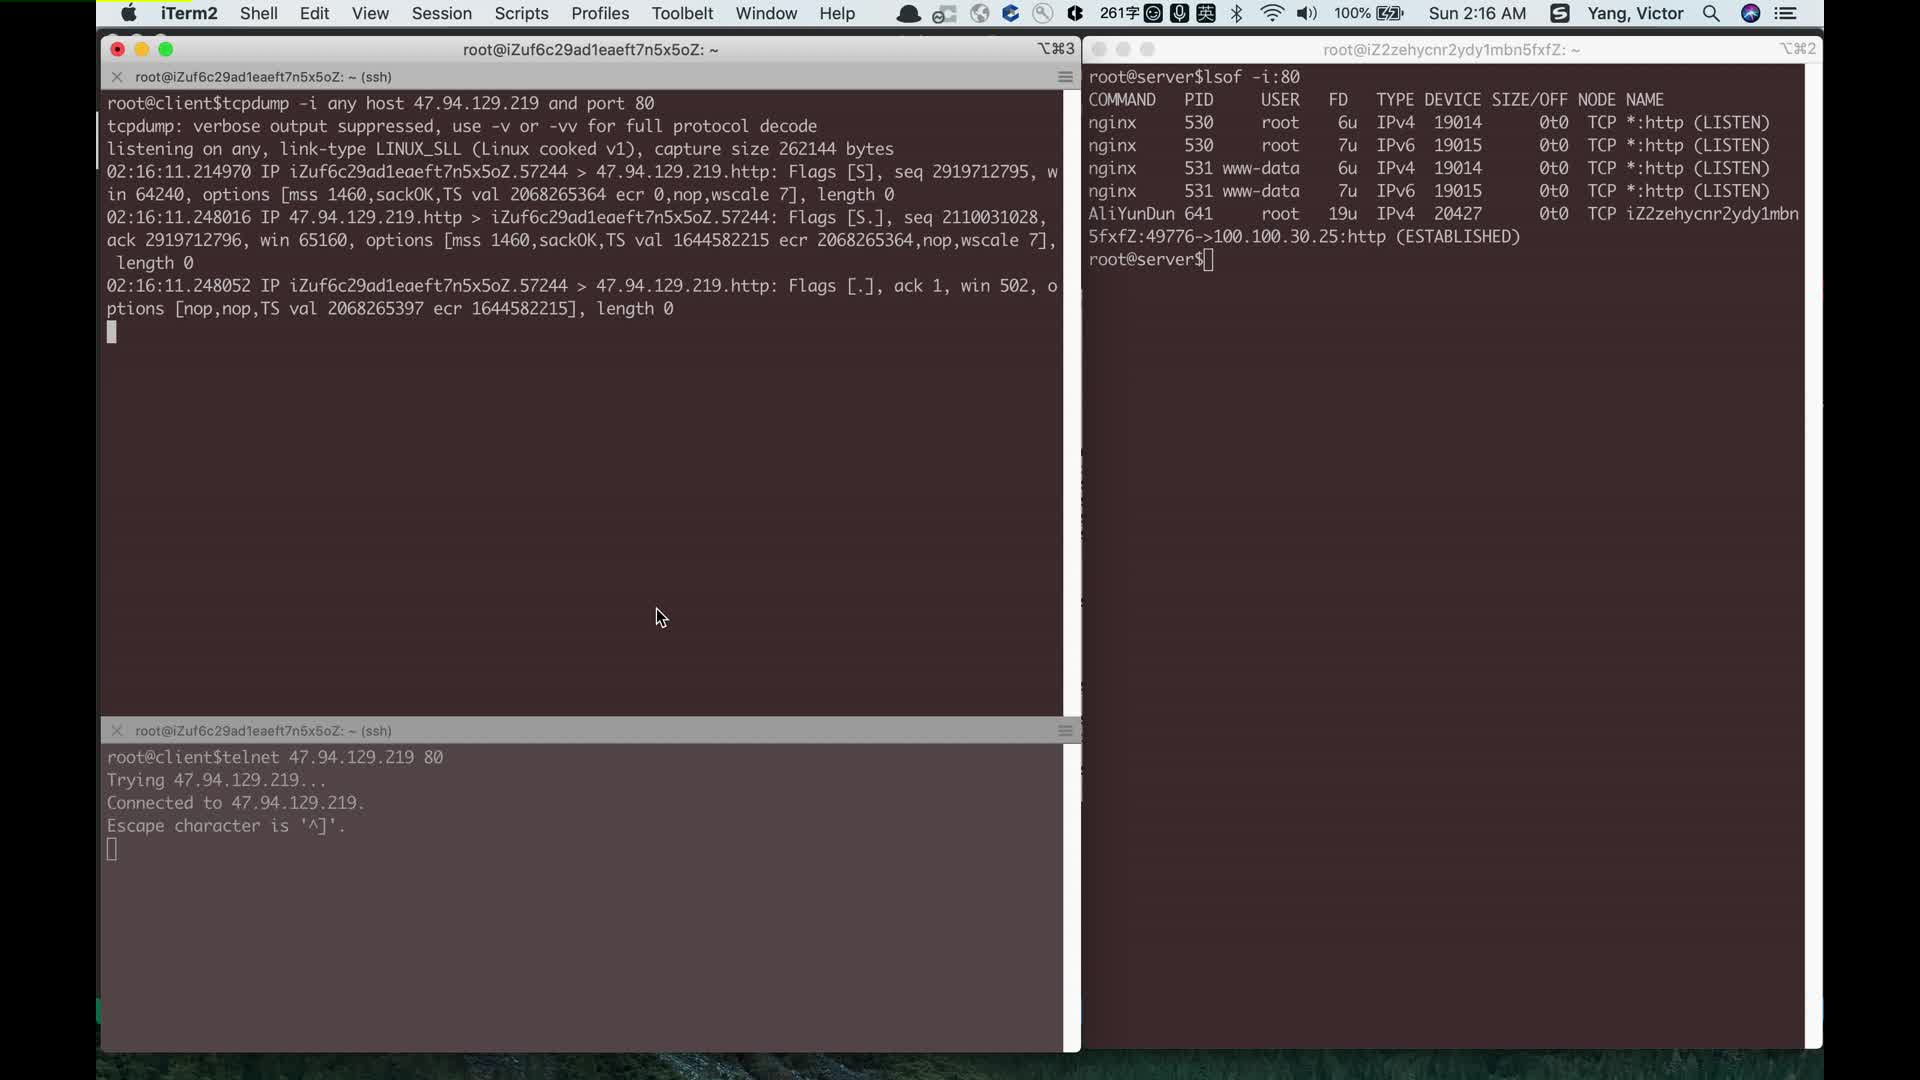 iTerm2 Shell Edit View Session Scripts Profiles Toolbelt Window Help 261字 英 100% Sun 2:16 AM S Yang, Victor
root@iZuf6c29ad1eaeft7n5x5oZ: ~ ⌥⌘3
root@iZuf6c29ad1eaeft7n5x5oZ: ~ (ssh)
root@client$tcpdump -i any host 47.94.129.219 and port 80
tcpdump: verbose output suppressed, use -v or -vv for full protocol decode
listening on any, link-type LINUX_SLL (Linux cooked v1), capture size 262144 bytes
02:16:11.214970 IP iZuf6c29ad1eaeft7n5x5oZ.57244 > 47.94.129.219.http: Flags [S], seq 2919712795, w
in 64240, options [mss 1460,sackOK,TS val 2068265364 ecr 0,nop,wscale 7], length 0
02:16:11.248016 IP 47.94.129.219.http > iZuf6c29ad1eaeft7n5x5oZ.57244: Flags [S.], seq 2110031028,
ack 2919712796, win 65160, options [mss 1460,sackOK,TS val 1644582215 ecr 2068265364,nop,wscale 7],
length 0
02:16:11.248052 IP iZuf6c29ad1eaeft7n5x5oZ.57244 > 47.94.129.219.http: Flags [.], ack 1, win 502, o
ptions [nop,nop,TS val 2068265397 ecr 1644582215], length 0
root@iZuf6c29ad1eaeft7n5x5oZ: ~ (ssh)
root@client$telnet 47.94.129.219 80
Trying 47.94.129.219...
Connected to 47.94.129.219.
Escape character is '^]'.
root@iZ2zehycnr2ydy1mbn5fxfZ: ~ ⌥⌘2
root@server$lsof -i:80
COMMAND PID USER FD TYPE DEVICE SIZE/OFF NODE NAME
nginx 530 root 6u IPv4 19014 0t0 TCP *:http (LISTEN)
nginx 530 root 7u IPv6 19015 0t0 TCP *:http (LISTEN)
nginx 531 www-data 6u IPv4 19014 0t0 TCP *:http (LISTEN)
nginx 531 www-data 7u IPv6 19015 0t0 TCP *:http (LISTEN)
AliYunDun 641 root 19u IPv4 20427 0t0 TCP iZ2zehycnr2ydy1mbn
5fxfZ:49776->100.100.30.25:http (ESTABLISHED)
root@server$